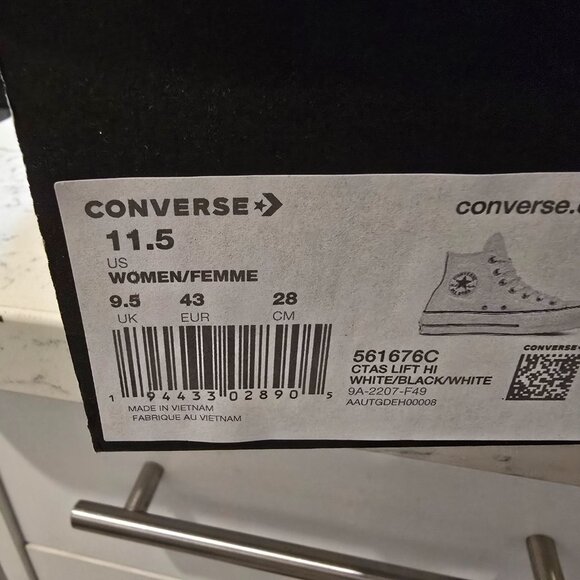 CONVERSE
converse.
11.5
US
WOMEN/FEMME
9.5 43 28
UK EUR CM
1 94433 02890 5
MADE IN VIETNAM
FABRIQUE AU VIETNAM
561676C
CTAS LIFT HI
WHITE/BLACK/WHITE
9A-2207-F49
AAUTGDEH00008
CONVERSE